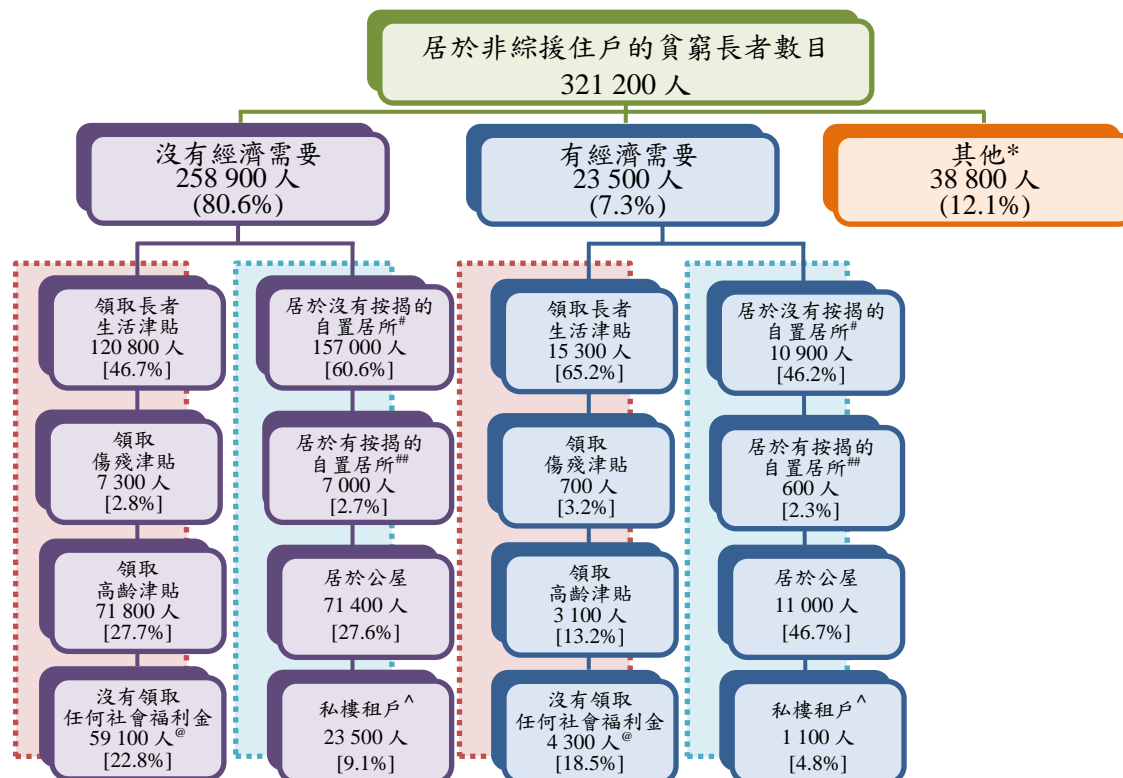 居於非綜援住戶的貧窮長者數目
321 200 人
沒有經濟需要
258 900 人
(80.6%)
有經濟需要
23 500 人
(7.3%)
其他*
38 800 人
(12.1%)
領取長者
生活津貼
120 800 人
[46.7%]
居於沒有按揭的
自置居所#
157 000 人
[60.6%]
領取長者
生活津貼
15 300 人
[65.2%]
居於沒有按揭的
自置居所#
10 900 人
[46.2%]
領取
傷殘津貼
7 300 人
[2.8%]
居於有按揭的
自置居所##
7 000 人
[2.7%]
領取
傷殘津貼
700人
[3.2%]
居於有按揭的
自置居所##
600 人
[2.3%]
領取
高齡津貼
71 800 人
[27.7%]
居於公屋
71 400 人
[27.6%]
領取
高齡津貼
3 100 人
[13.2%]
居於公屋
11 000 人
[46.7%]
沒有領取
任何社會福利金
59 100 人@
[22.8%]
私樓租戶^
23 500 人
[9.1%]
沒有領取
任何社會福利金
4 300 人@
[18.5%]
私樓租戶^
1 100 人
[4.8%]